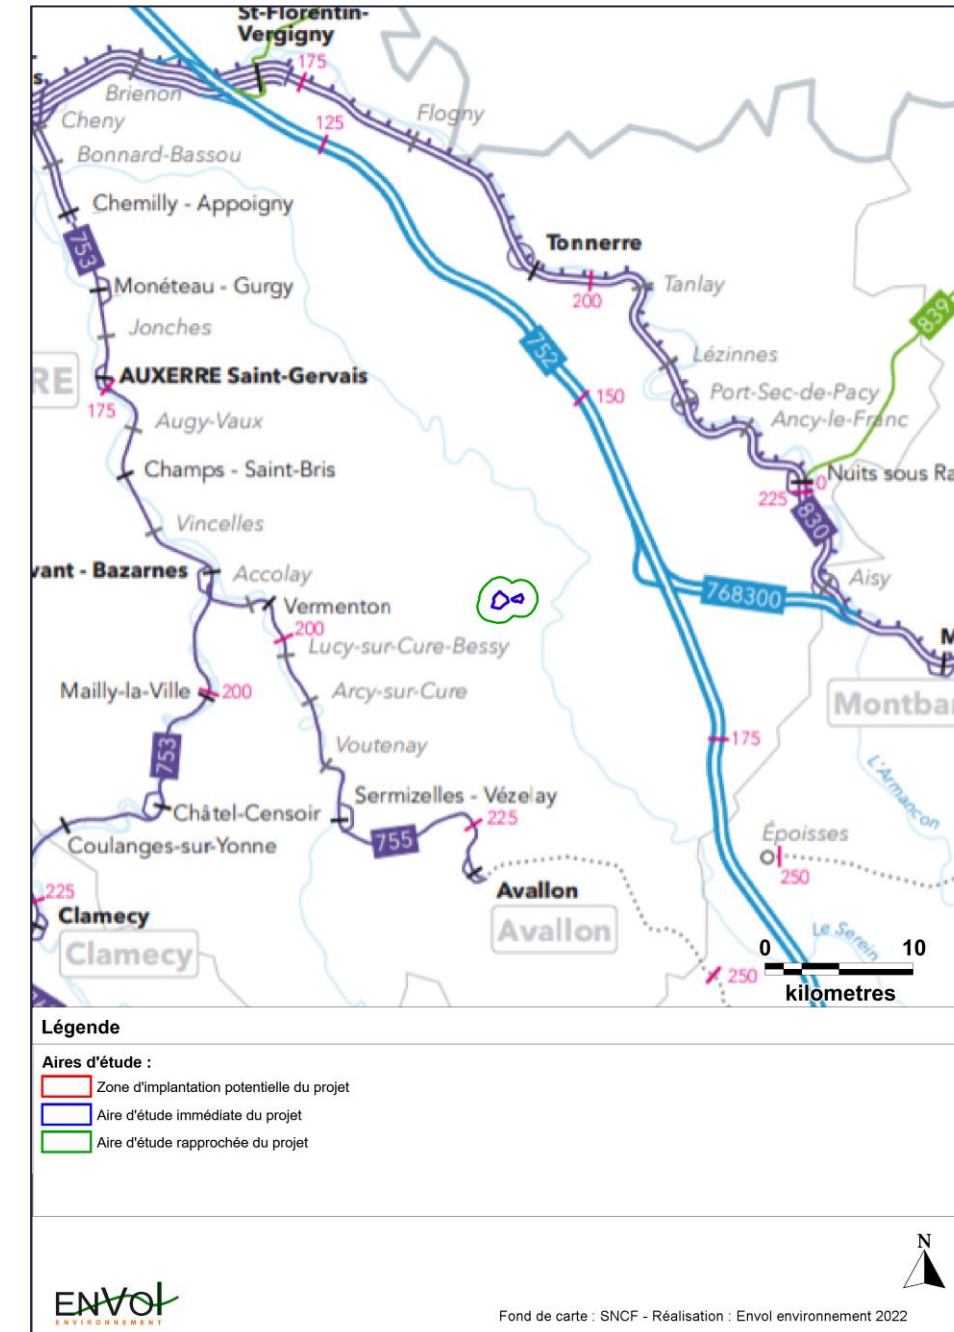 St-Florentin-
Vergigny
s
175
Brienon
Flogny
Cheny
125
Bonnard-Bassou
Chemilly - Appoigny
753
Tonnerre
Monéteau - Gurgy
Tanlay
200
839
Jonches
752
Lézinnes
RE
AUXERRE Saint-Gervais
175
150
Port-Sec-de-Pacy
Augy-Vaux
Ancy-le-Franc
Champs - Saint-Bris
0
Nuits sous Ra
225
Vincelles
830
vant - Bazarnes
Accolay
Aisy
768300
Vermenton
200
Lucy-sur-Cure-Bessy
M
Mailly-la-Ville
200
Arcy-sur-Cure
Montba
Voutenay
175
753
L'Armançon
Sermizelles - Vézelay
Châtel-Censoir
225
755
Époisses
Coulanges-sur-Yonne
250
225
Avallon
Clamecy
Avallon
Clamecy
Le Serein
0 10
250
kilometres
Légende
Aires d'étude :
Zone d'implantation potentielle du projet
Aire d'étude immédiate du projet
Aire d'étude rapprochée du projet
N
ENVOl
ENVIRONNEMENT
Fond de carte : SNCF - Réalisation : Envol environnement 2022